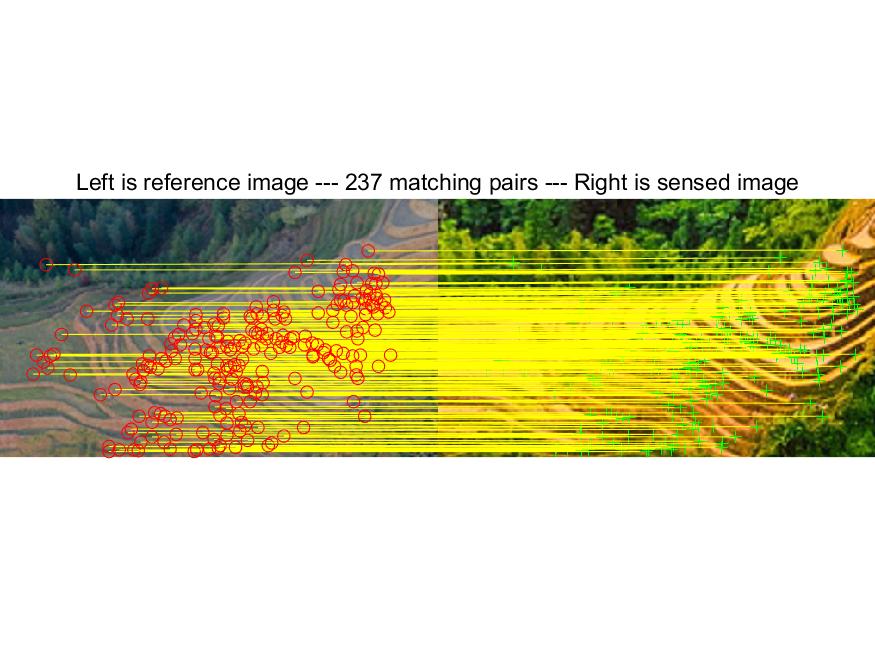 Left is reference image --- 237 matching pairs --- Right is sensed image